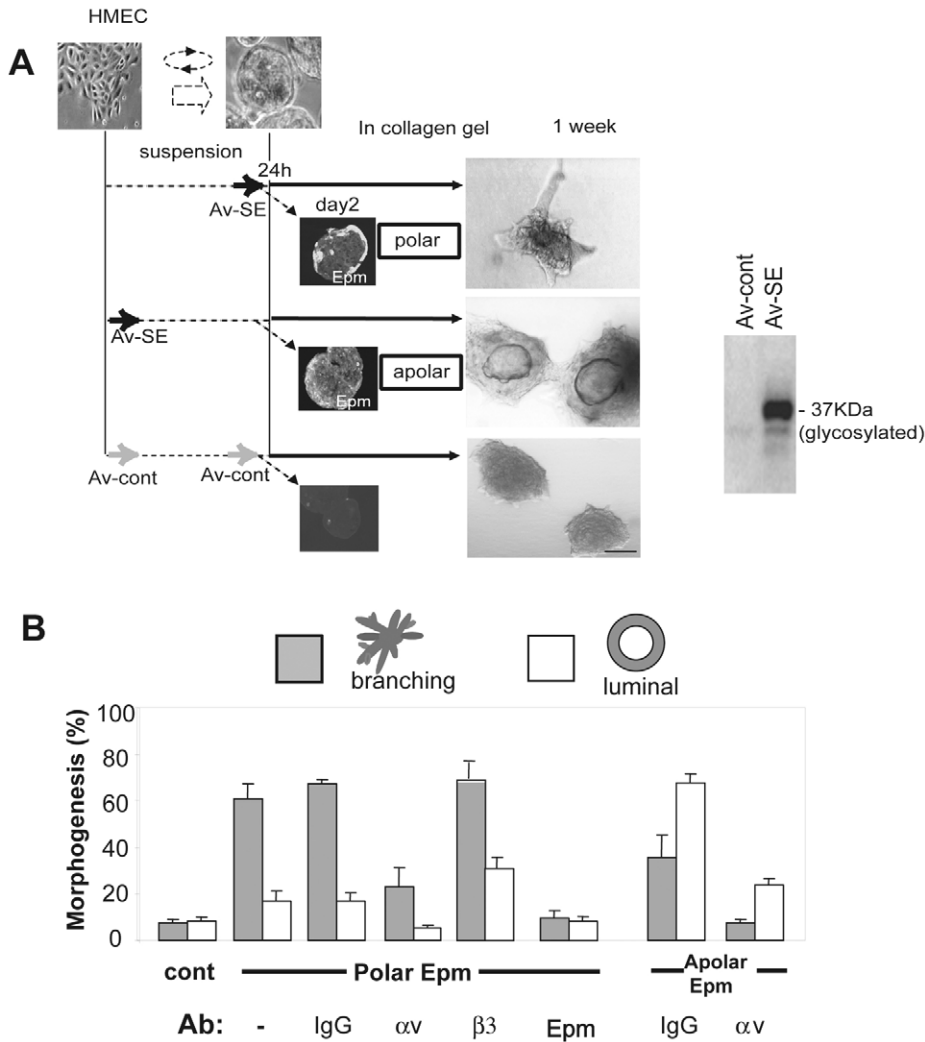 HMEC
A
In collagen gel 1 week
suspension
24h
Av-SE
day2
polar
Epm
Av-SE
apolar
Epm
Av-cont
Av-cont
Av-cont
Av-SE
- 37KDa
(glycosylated)
B
branching
luminal
Morphogenesis (%)
100
80
60
40
20
0
cont Polar Epm Apolar
Epm
Ab: - IgG αv β3 Epm IgG αv